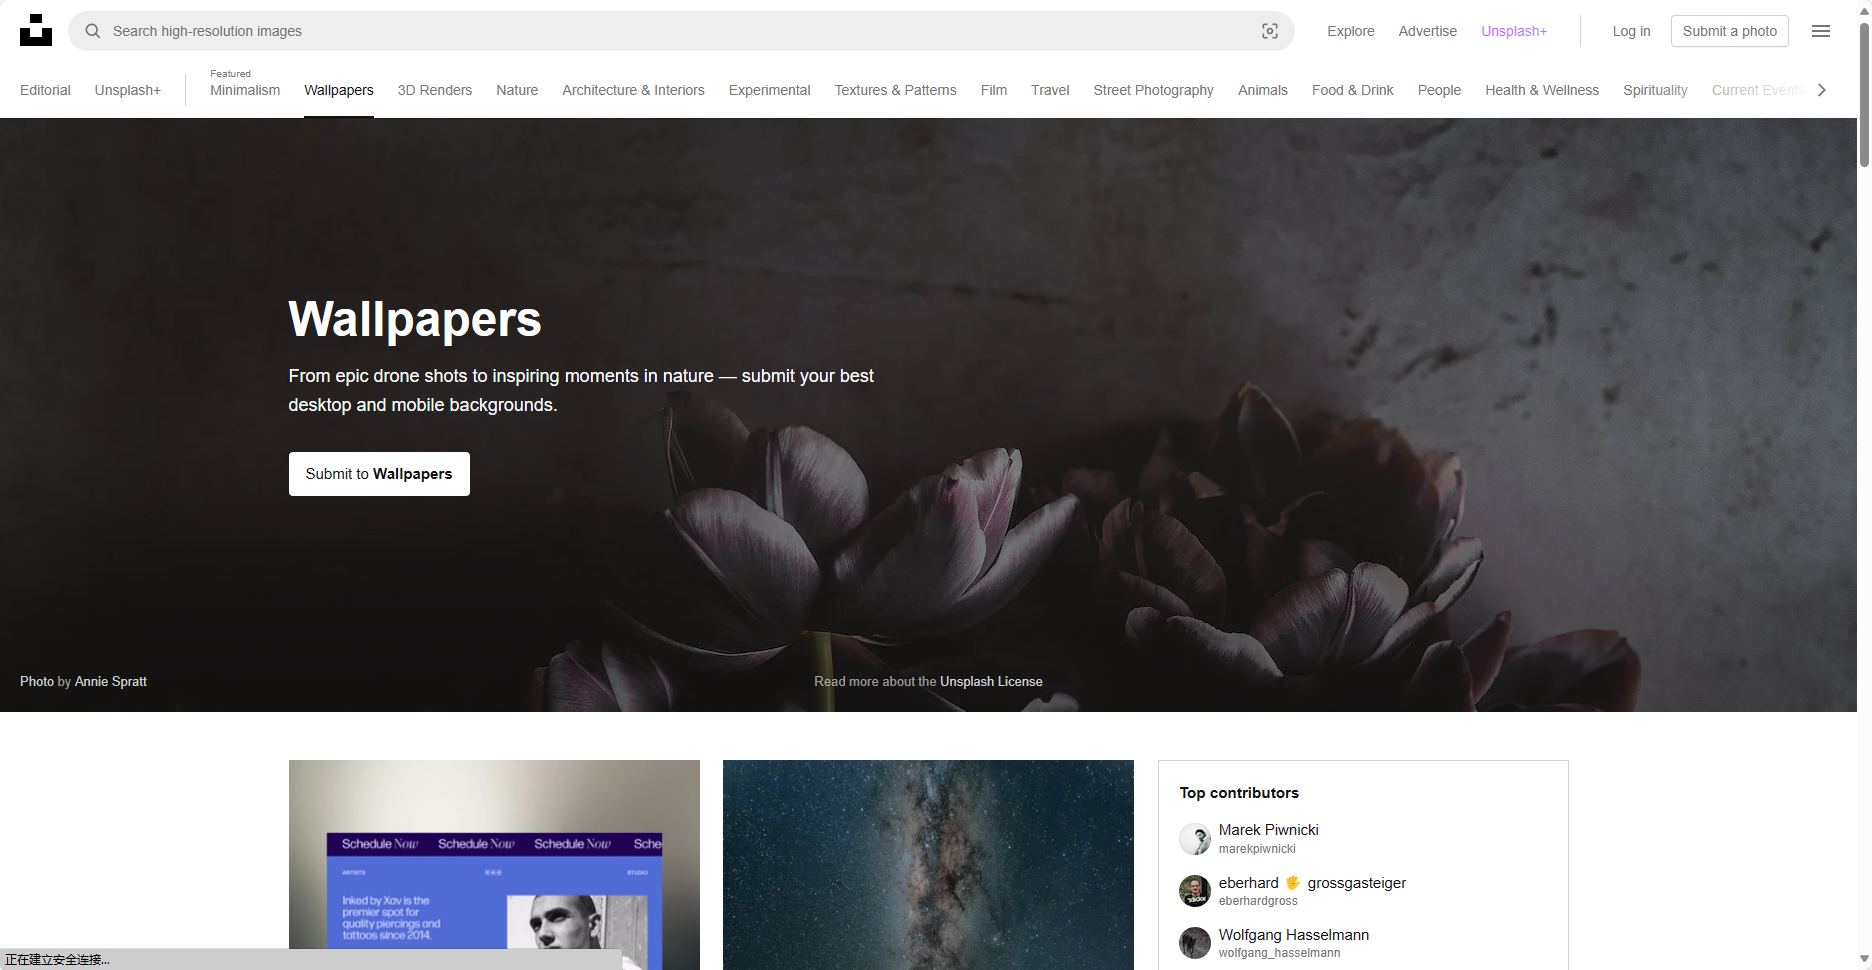 Search high-resolution images
Explore
Advertise
Unsplash+
Log in
Submit a photo
Editorial
Unsplash+
Featured
Minimalism
Wallpapers
3D Renders
Nature
Architecture & Interiors
Experimental
Textures & Patterns
Film
Travel
Street Photography
Animals
Food & Drink
People
Health & Wellness
Spirituality
Current Events
Wallpapers
From epic drone shots to inspiring moments in nature — submit your best
desktop and mobile backgrounds.
Submit to Wallpapers
Photo by Annie Spratt
Read more about the Unsplash License
Schedule Now Schedule Now Schedule Now Sche
ARTISTS
STUDIO
Inked by Xav is the
premier spot for
quality piercings and
tattoos since 2014.
Top contributors
Marek Piwnicki
marekpiwnicki
eberhard 🖐 grossgasteiger
eberhardgross
Wolfgang Hasselmann
wolfgang_hasselmann
正在建立安全连接...